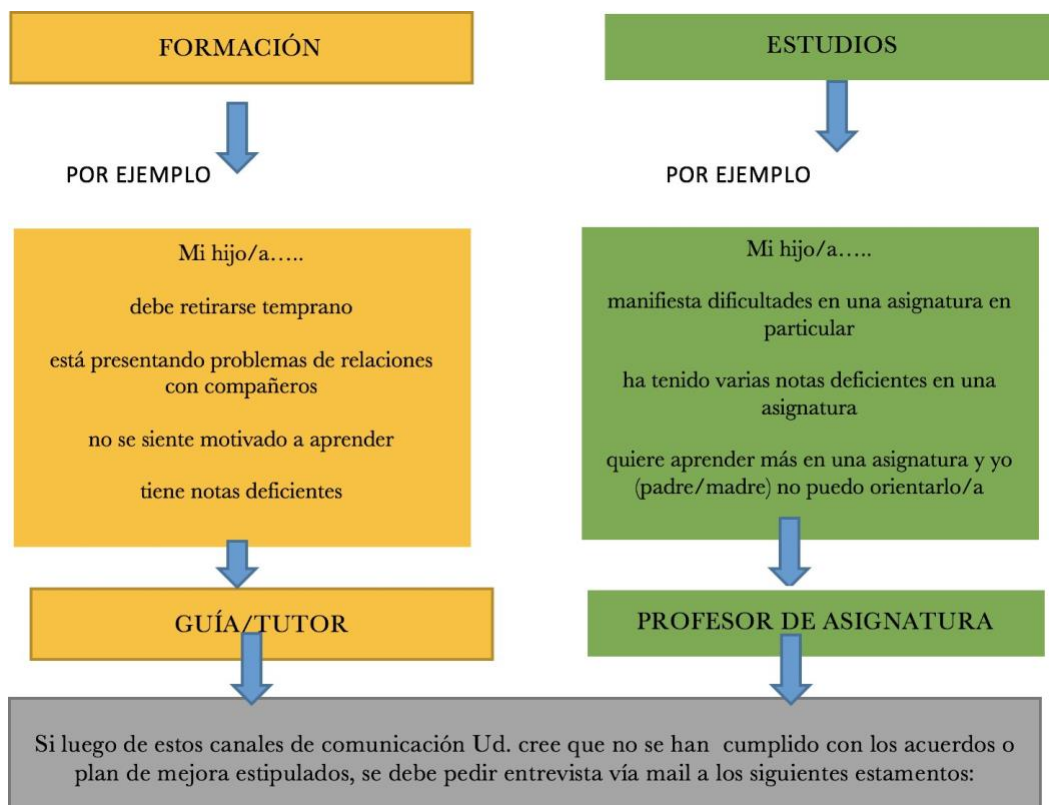 FORMACIÓN
POR EJEMPLO
Mi hijo/a.....
debe retirarse temprano
está presentando problemas de relaciones
con compañeros
no se siente motivado a aprender
tiene notas deficientes
GUÍA/TUTOR
ESTUDIOS
POR EJEMPLO
Mi hijo/a.....
manifiesta dificultades en una asignatura en
particular
ha tenido varias notas deficientes en una
asignatura
quiere aprender más en una asignatura y yo
(padre/madre) no puedo orientarlo/a
PROFESOR DE ASIGNATURA
Si luego de estos canales de comunicación Ud. cree que no se han cumplido con los acuerdos o
plan de mejora estipulados, se debe pedir entrevista vía mail a los siguientes estamentos: